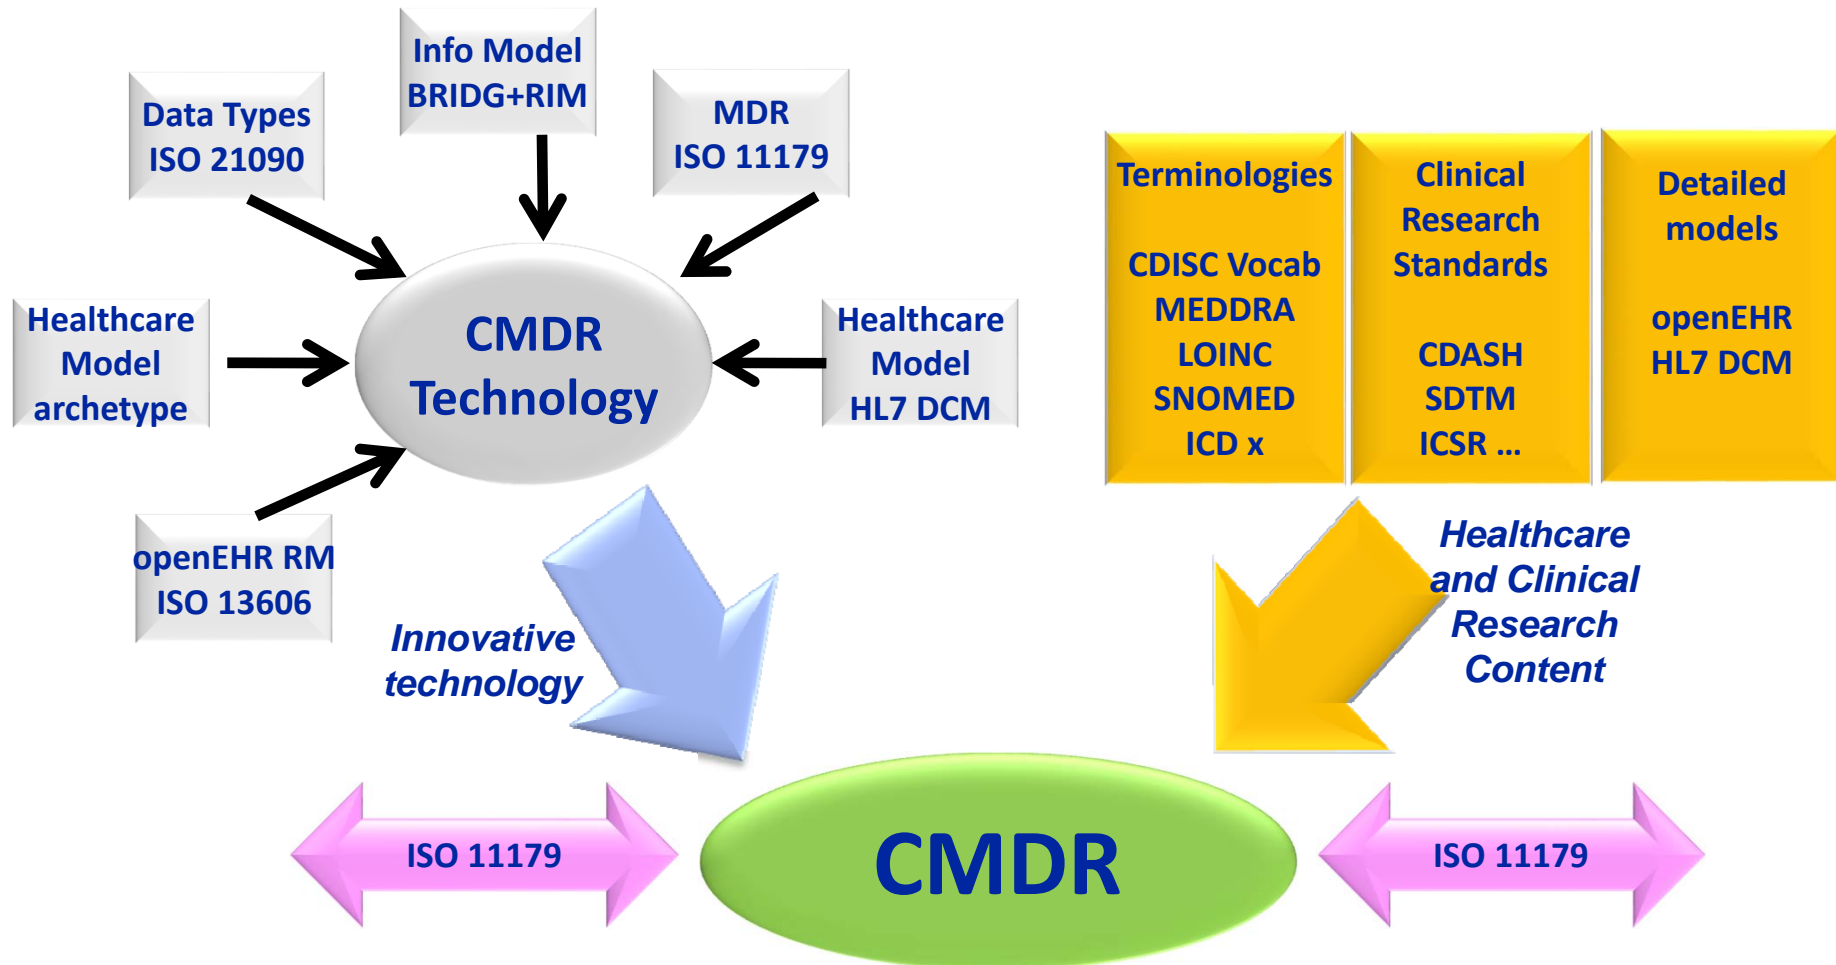 Info Model
BRIDG+RIM
Data Types
ISO 21090
MDR
ISO 11179
Healthcare
Model
archetype
CMDR
Technology
Healthcare
Model
HL7 DCM
openEHR RM
ISO 13606
Terminologies
CDISC Vocab
MEDDRA
LOINC
SNOMED
ICD x
Clinical
Research
Standards
CDASH
SDTM
ICSR ...
Detailed
models
openEHR
HL7 DCM
Innovative
technology
Healthcare
and Clinical
Research
Content
ISO 11179
CMDR
ISO 11179